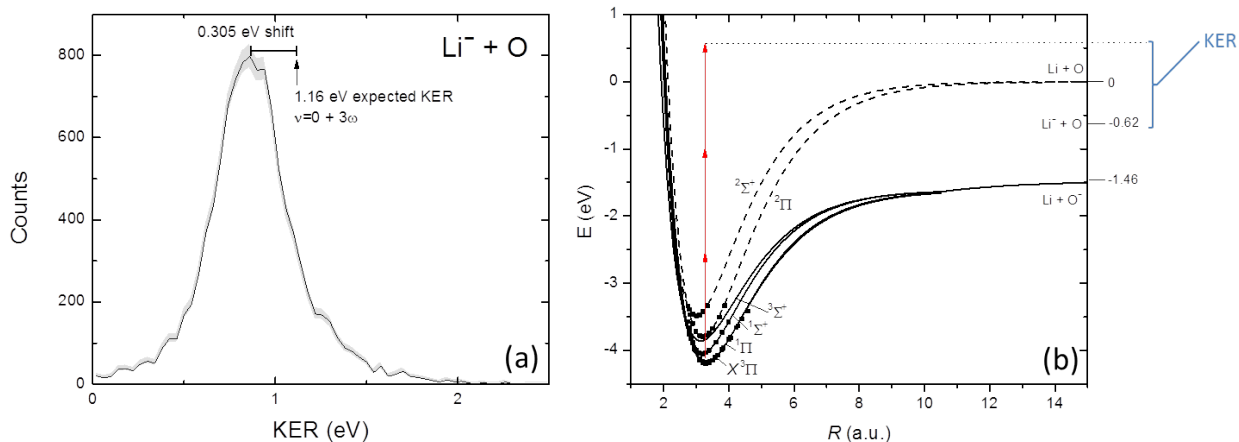 0.305 eV shift
Li⁻ + O
1.16 eV expected KER
ν=0 + 3ω
800
600
400
200
0
Counts
0
1
2
KER (eV)
(a)
KER
1
0
-1
-2
-3
-4
E (eV)
Li + O
0
Li⁻ + O
-0.62
-1.46
Li + O⁻
²Σ⁺
²Π
³Σ⁺
¹Σ⁺
¹Π
X³Π
(b)
2
4
6
8
10
12
14
R (a.u.)